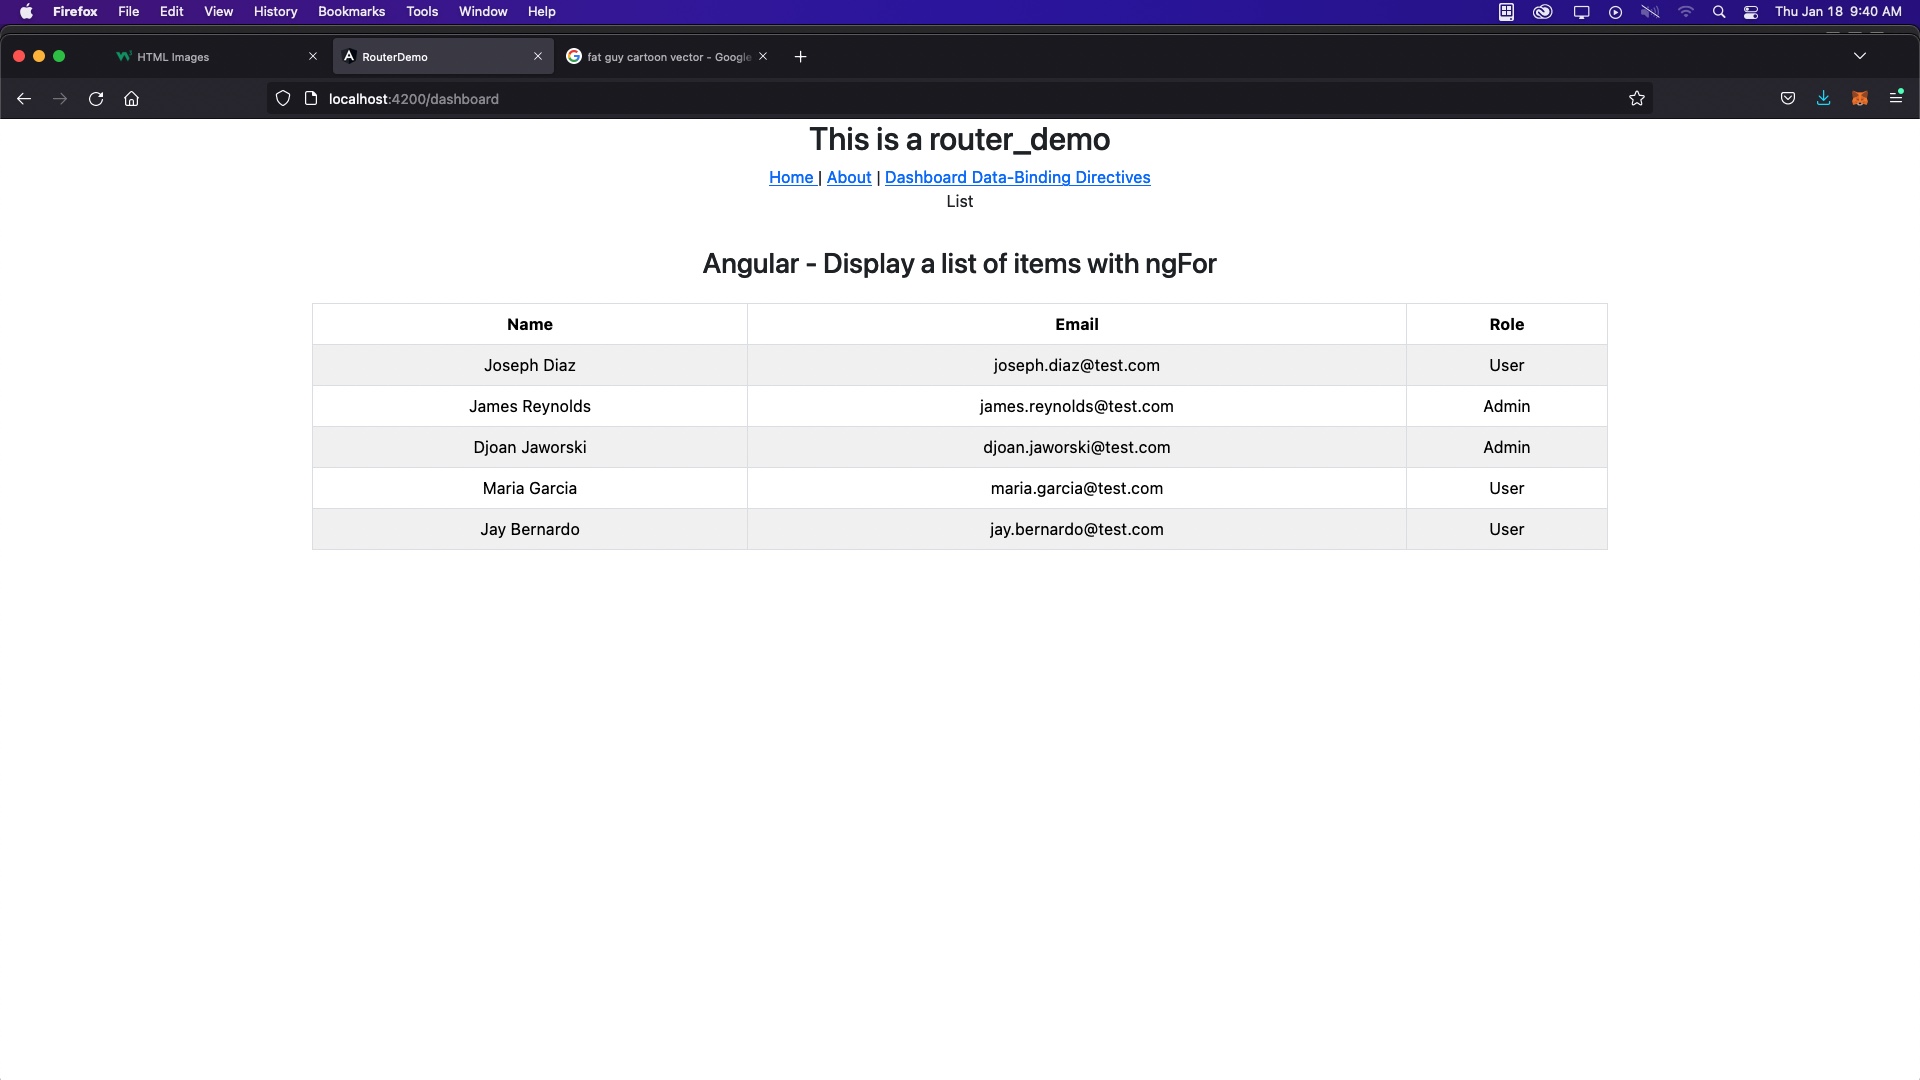 Firefox File Edit View History Bookmarks Tools Window Help Thu Jan 18 9:40 AM
HTML Images RouterDemo fat guy cartoon vector - Google
localhost:4200/dashboard
This is a router_demo
Home | About | Dashboard Data-Binding Directives
List
Angular - Display a list of items with ngFor
Name Email Role
Joseph Diaz joseph.diaz@test.com User
James Reynolds james.reynolds@test.com Admin
Djoan Jaworski djoan.jaworski@test.com Admin
Maria Garcia maria.garcia@test.com User
Jay Bernardo jay.bernardo@test.com User